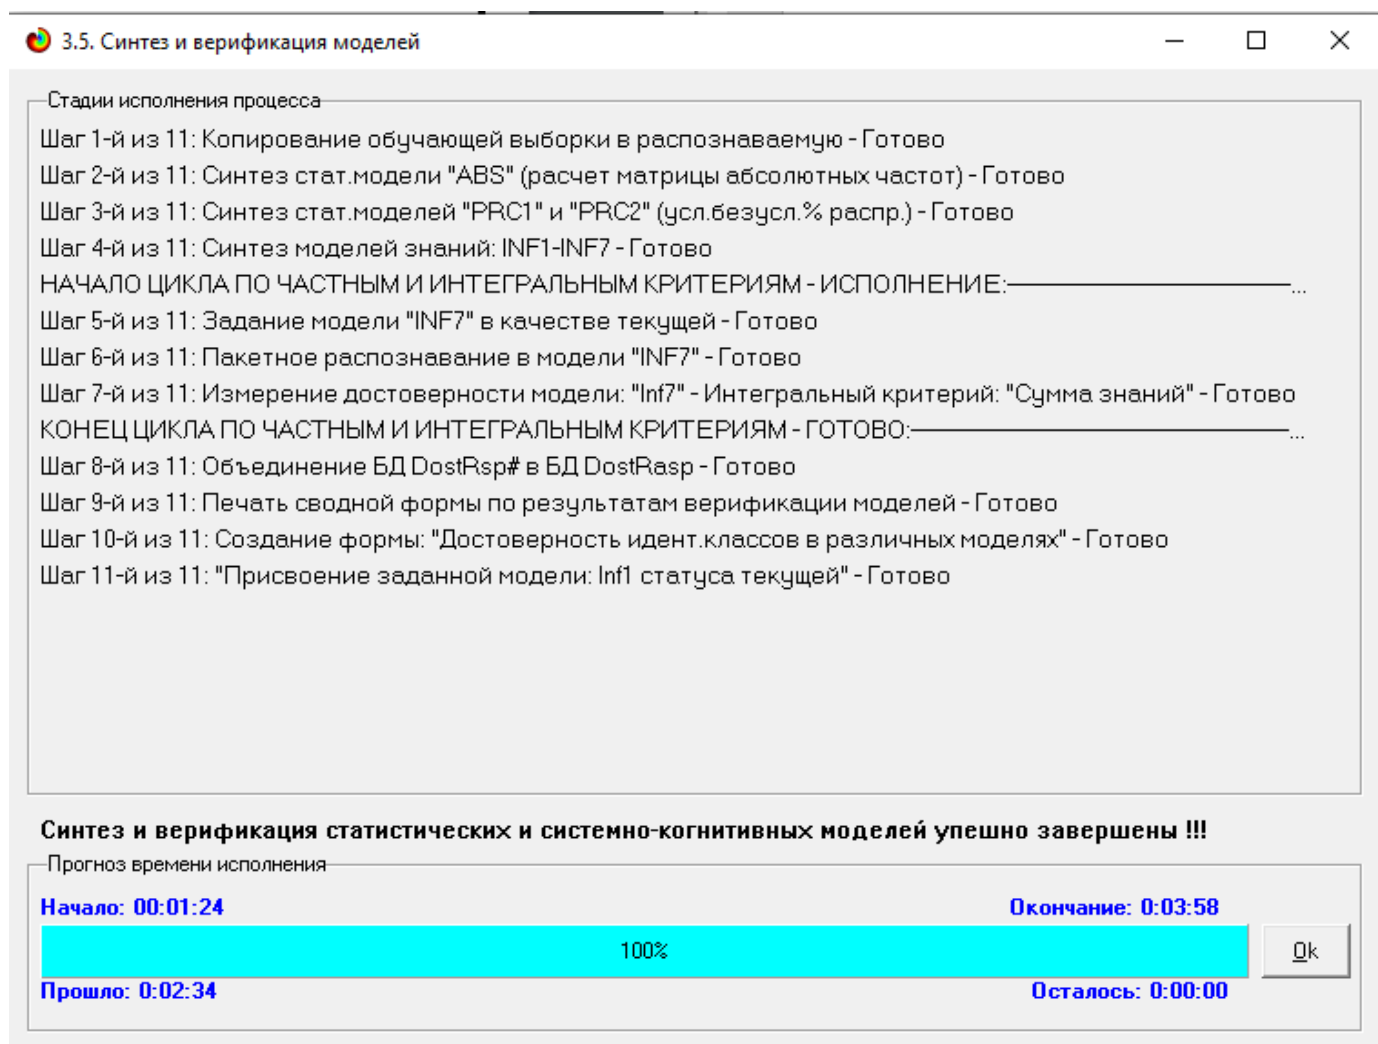 3.5. Синтез и верификация моделей
Стадии исполнения процесса
Шаг 1-й из 11: Копирование обучающей выборки в распознаваемую - Готово
Шаг 2-й из 11: Синтез стат.модели "ABS" (расчет матрицы абсолютных частот) - Готово
Шаг 3-й из 11: Синтез стат.моделей "PRC1" и "PRC2" (усл.безусл.% распр.) - Готово
Шаг 4-й из 11: Синтез моделей знаний: INF1-INF7 - Готово
НАЧАЛО ЦИКЛА ПО ЧАСТНЫМ И ИНТЕГРАЛЬНЫМ КРИТЕРИЯМ - ИСПОЛНЕНИЕ:————————————...
Шаг 5-й из 11: Задание модели "INF7" в качестве текущей - Готово
Шаг 6-й из 11: Пакетное распознавание в модели "INF7" - Готово
Шаг 7-й из 11: Измерение достоверности модели: "Inf7" - Интегральный критерий: "Сумма знаний" - Готово
КОНЕЦ ЦИКЛА ПО ЧАСТНЫМ И ИНТЕГРАЛЬНЫМ КРИТЕРИЯМ - ГОТОВО:————————————————...
Шаг 8-й из 11: Объединение БД DostRsp# в БД DostRasp - Готово
Шаг 9-й из 11: Печать сводной формы по результатам верификации моделей - Готово
Шаг 10-й из 11: Создание формы: "Достоверность идент.классов в различных моделях" - Готово
Шаг 11-й из 11: "Присвоение заданной модели: Inf1 статуса текущей" - Готово
Синтез и верификация статистических и системно-когнитивных моделей упешно завершены !!!
Прогноз времени исполнения
Начало: 00:01:24 Окончание: 0:03:58
100% Ok
Прошло: 0:02:34 Осталось: 0:00:00